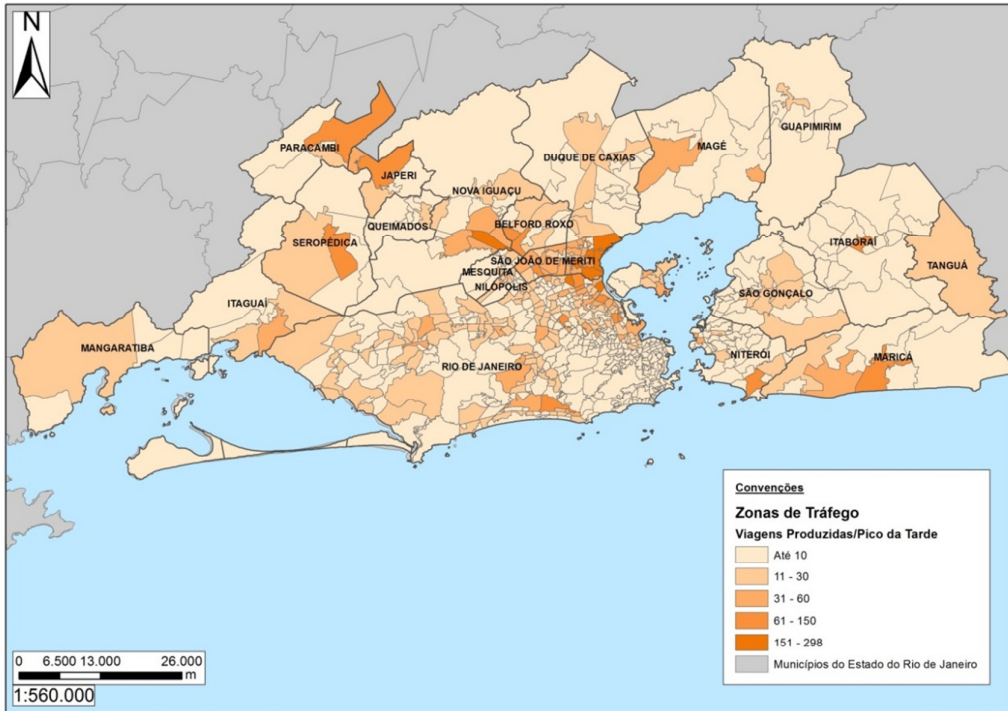 N
PARACAMBI
JAPERI
GUAPIMIRIM
MAGÉ
DUQUE DE CAXIAS
NOVA IGUAÇU
QUEIMADOS
BELFORD ROXO
SEROPÉDICA
SÃO JOÃO DE MERITI
MESQUITA
NILÓPOLIS
ITABORAÍ
TANGUÁ
SÃO GONÇALO
ITAGUAÍ
MANGARATIBA
RIO DE JANEIRO
NITERÓI
MARICÁ
Convenções
Zonas de Tráfego
Viagens Produzidas/Pico da Tarde
Até 10
11 - 30
31 - 60
61 - 150
151 - 298
Municípios do Estado do Rio de Janeiro
0 6.500 13.000 26.000
m
1:560.000